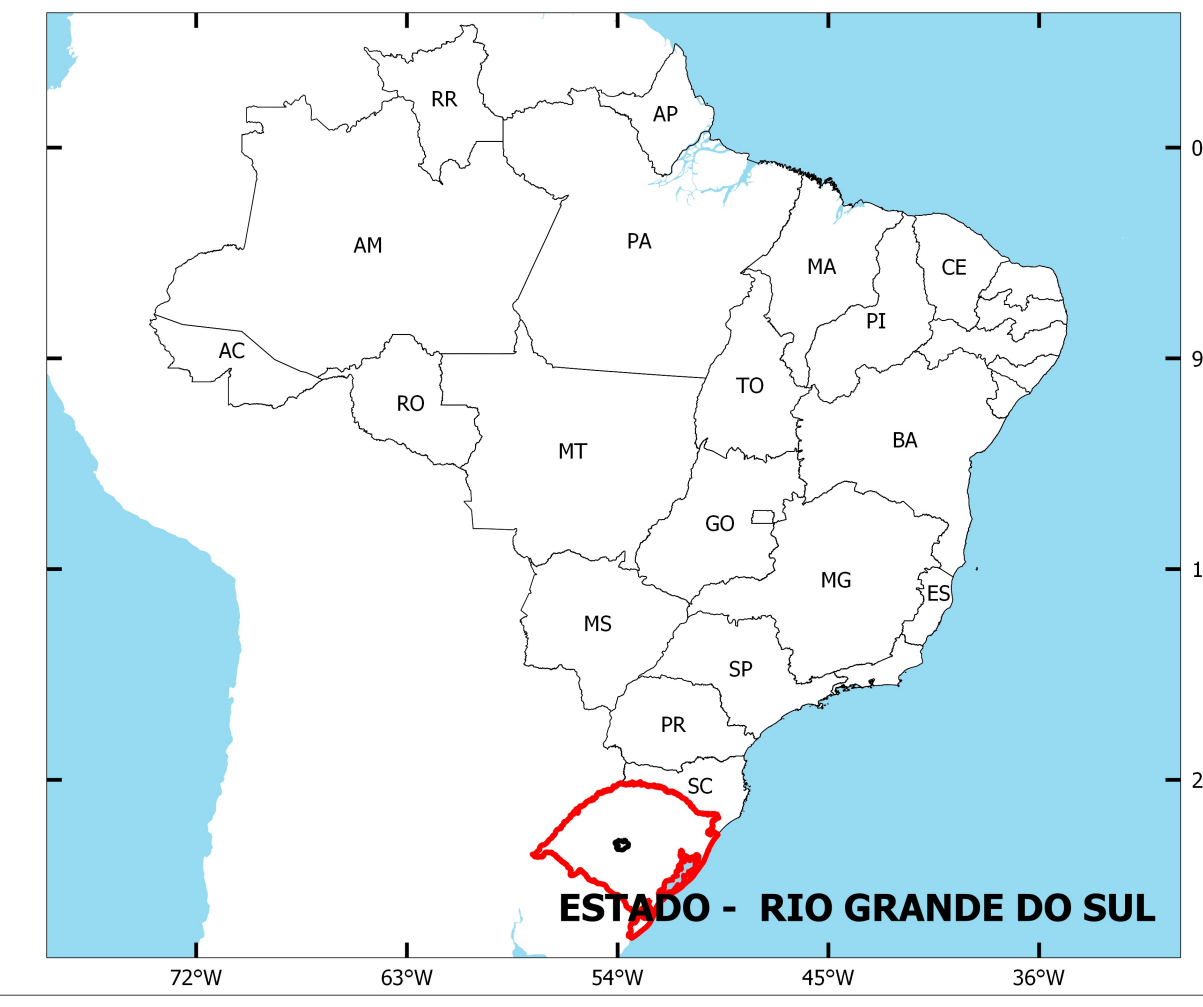 RR
AP
0
AM
PA
MA
CE
PI
AC
TO
RO
BA
MT
GO
MG
1
ES
MS
SP
PR
SC
2
9
ESTADO -  RIO GRANDE DO SUL
72°W
63°W
54°W
45°W
36°W